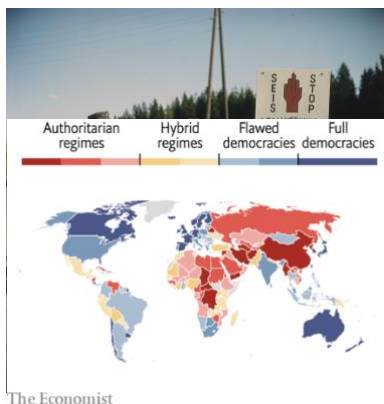 SEIS
STOP
Authoritarian regimes
Hybrid regimes
Flawed democracies
Full democracies
The Economist